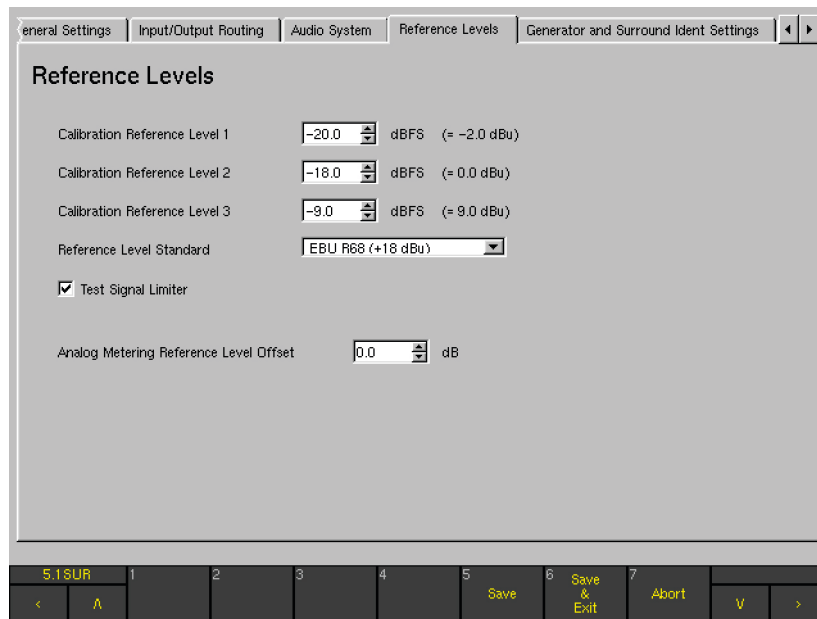 eneral Settings Input/Output Routing Audio System Reference Levels Generator and Surround Ident Settings
Reference Levels
Calibration Reference Level 1 -20.0 dBFS (= -2.0 dBu)
Calibration Reference Level 2 -18.0 dBFS (= 0.0 dBu)
Calibration Reference Level 3 -9.0 dBFS (= 9.0 dBu)
Reference Level Standard EBU R68 (+18 dBu)
Test Signal Limiter
Analog Metering Reference Level Offset 0.0 dB
5.1SUR 1 2 3 4 5 Save 6 Save & Exit 7 Abort
< Λ V >